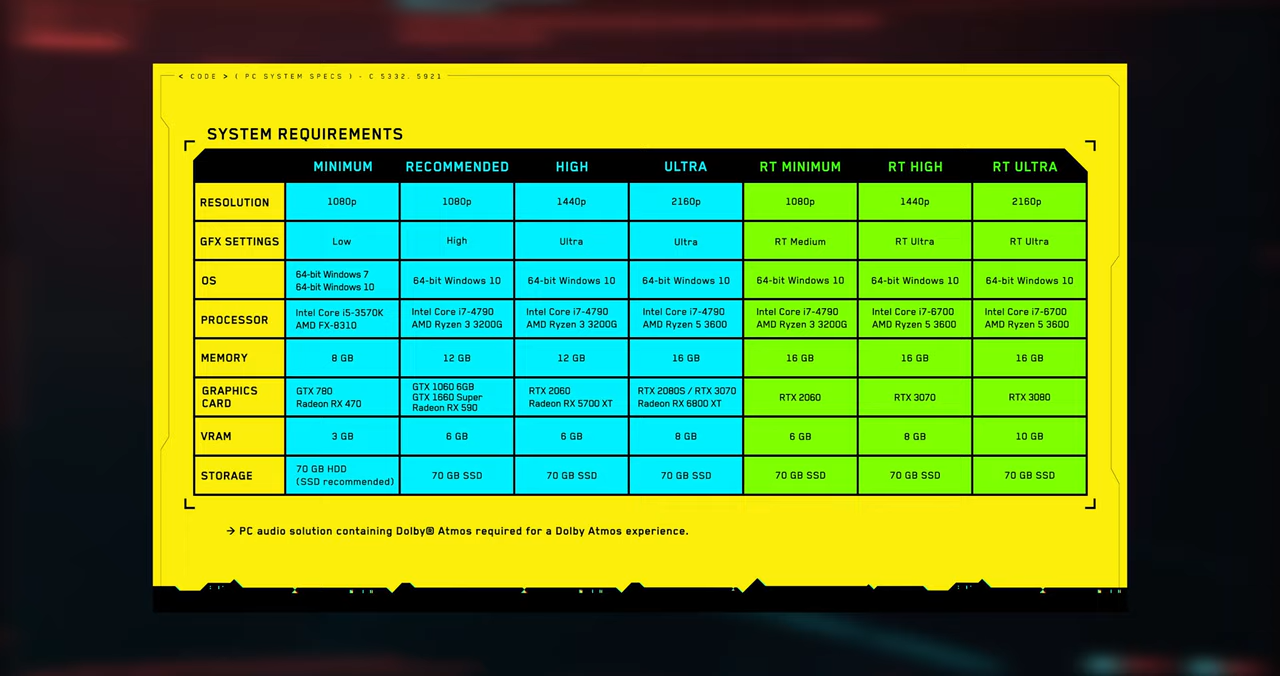 < CODE > ( PC SYSTEM SPECS ) - C 5332. 5921
SYSTEM REQUIREMENTS
MINIMUM RECOMMENDED HIGH ULTRA RT MINIMUM RT HIGH RT ULTRA
RESOLUTION 1080p 1080p 1440p 2160p 1080p 1440p 2160p
GFX SETTINGS Low High Ultra Ultra RT Medium RT Ultra RT Ultra
OS 64-bit Windows 7
64-bit Windows 10 64-bit Windows 10 64-bit Windows 10 64-bit Windows 10 64-bit Windows 10 64-bit Windows 10 64-bit Windows 10
PROCESSOR Intel Core i5-3570K
AMD FX-8310 Intel Core i7-4790
AMD Ryzen 3 3200G Intel Core i7-4790
AMD Ryzen 3 3200G Intel Core i7-4790
AMD Ryzen 5 3600 Intel Core i7-4790
AMD Ryzen 3 3200G Intel Core i7-6700
AMD Ryzen 5 3600 Intel Core i7-6700
AMD Ryzen 5 3600
MEMORY 8 GB 12 GB 12 GB 16 GB 16 GB 16 GB 16 GB
GRAPHICS
CARD GTX 780
Radeon RX 470 GTX 1060 6GB
GTX 1660 Super
Radeon RX 590 RTX 2060
Radeon RX 5700 XT RTX 2080S / RTX 3070
Radeon RX 6800 XT RTX 2060 RTX 3070 RTX 3080
VRAM 3 GB 6 GB 6 GB 8 GB 6 GB 8 GB 10 GB
STORAGE 70 GB HDD
(SSD recommended) 70 GB SSD 70 GB SSD 70 GB SSD 70 GB SSD 70 GB SSD 70 GB SSD
→ PC audio solution containing Dolby® Atmos required for a Dolby Atmos experience.